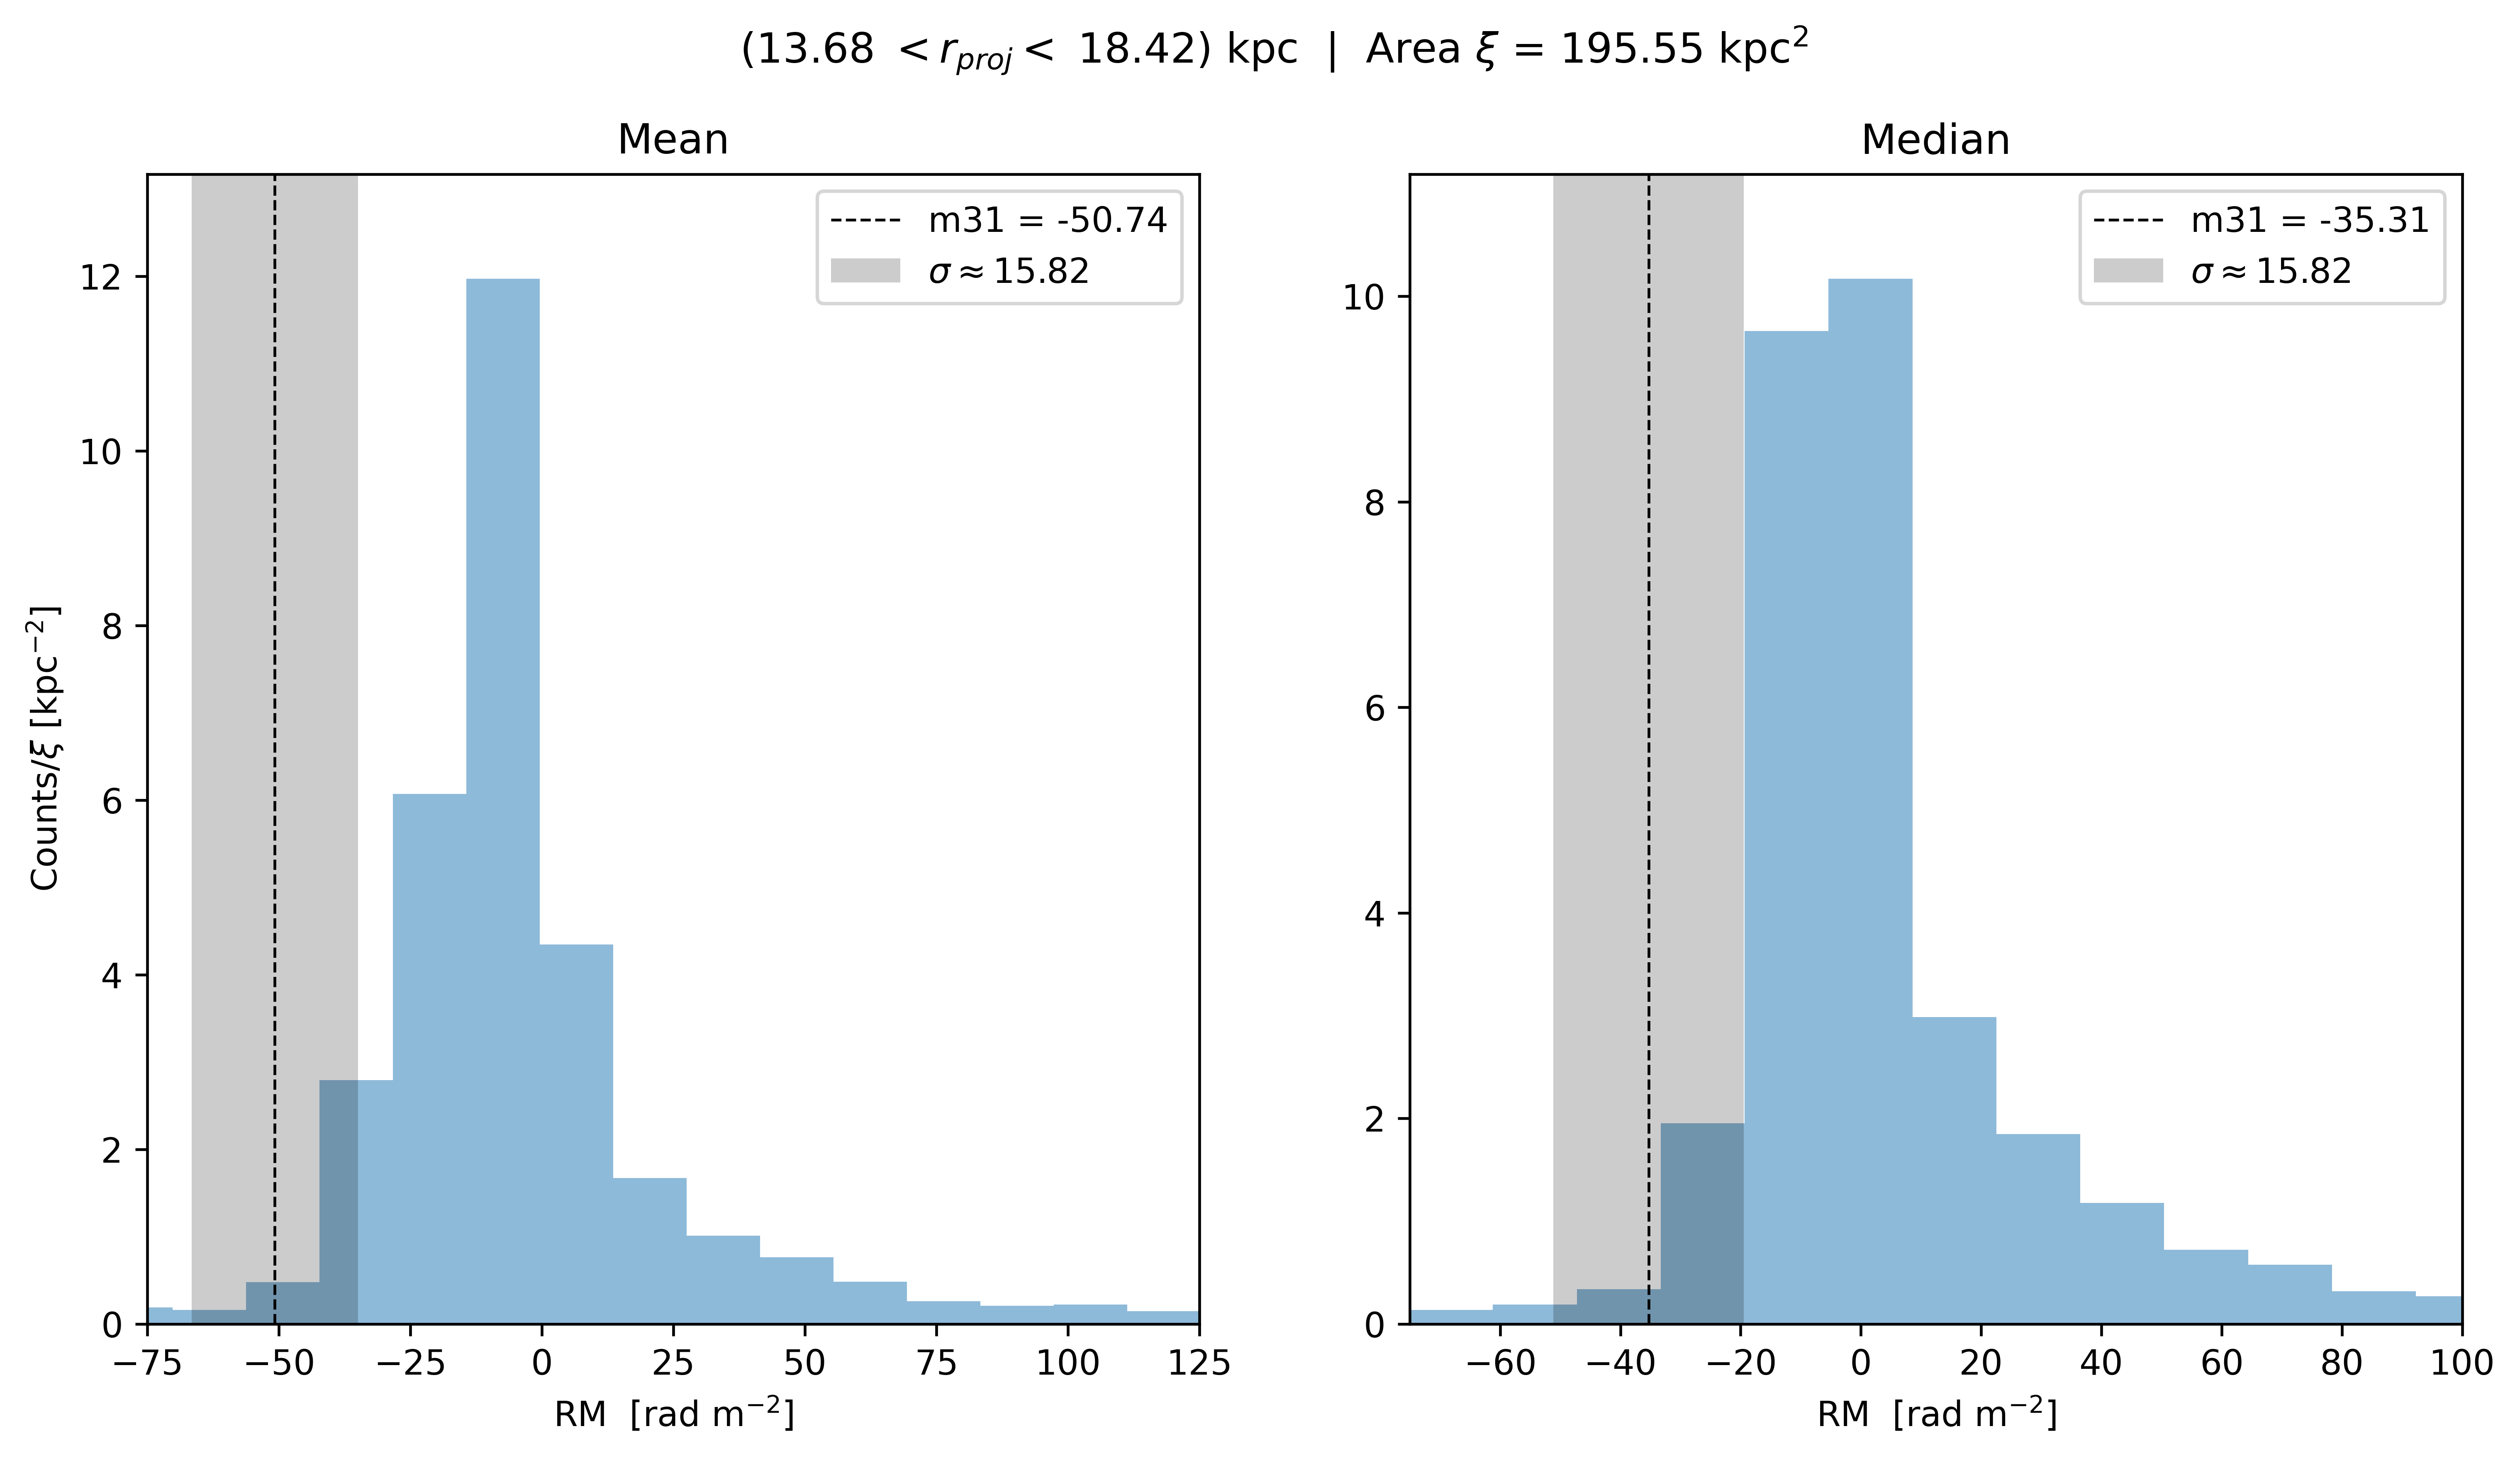 (13.68 < r_proj < 18.42) kpc | Area ξ = 195.55 kpc²
Mean
m31 = -50.74
σ ≈ 15.82
12
10
8
6
4
2
0
Counts/ξ [kpc⁻²]
−75 −50 −25 0 25 50 75 100 125
RM [rad m⁻²]
Median
m31 = -35.31
σ ≈ 15.82
10
8
6
4
2
0
−60 −40 −20 0 20 40 60 80 100
RM [rad m⁻²]